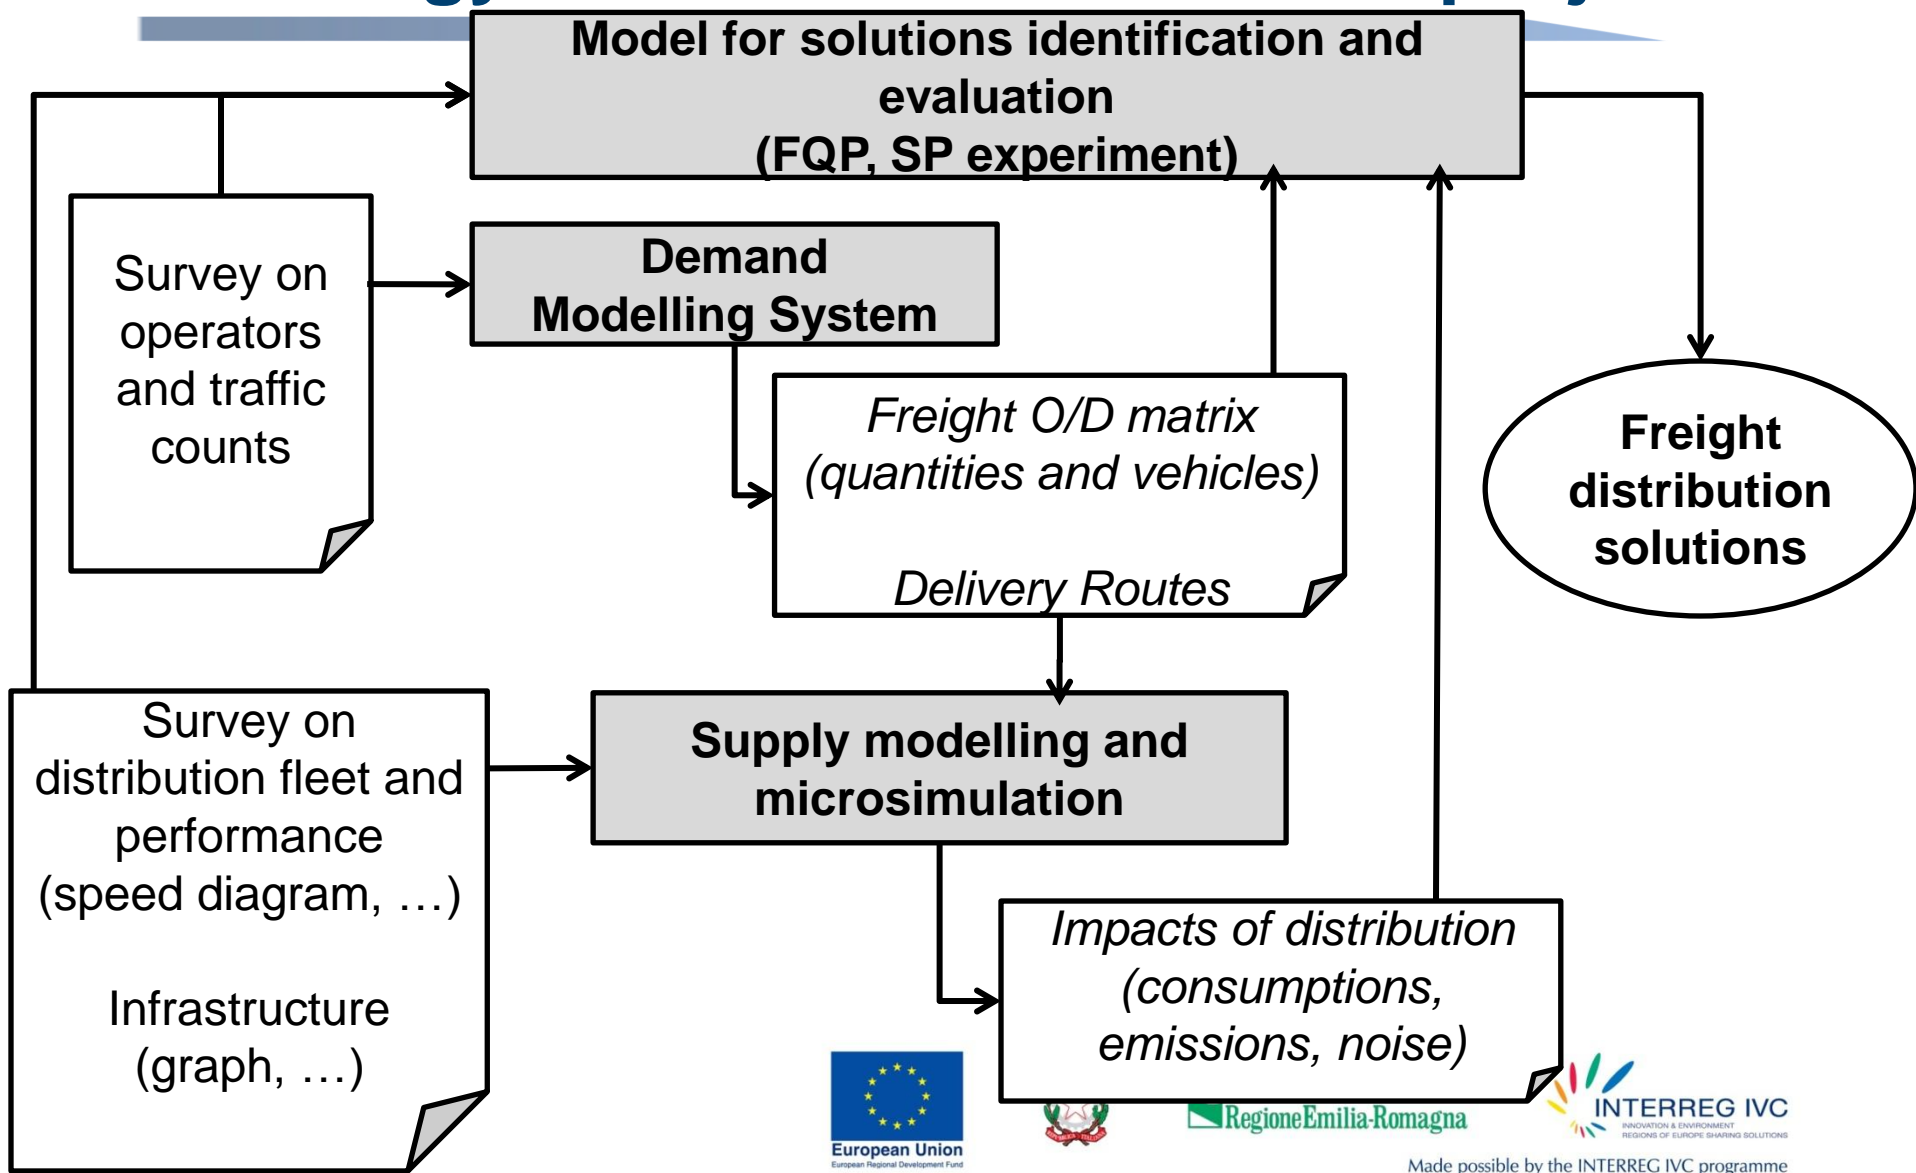 Model for solutions identification and
evaluation
(FQP, SP experiment)
Survey on
operators
and traffic
counts
Demand
Modelling System
Freight O/D matrix
(quantities and vehicles)
Delivery Routes
Freight
distribution
solutions
Survey on
distribution fleet and
performance
(speed diagram, …)
Infrastructure
(graph, …)
Supply modelling and
microsimulation
Impacts of distribution
(consumptions,
emissions, noise)
European Union
European Regional Development Fund
RegioneEmilia-Romagna
INTERREG IVC
INNOVATION & ENVIRONMENT
REGIONS OF EUROPE SHARING SOLUTIONS
Made possible by the INTERREG IVC programme